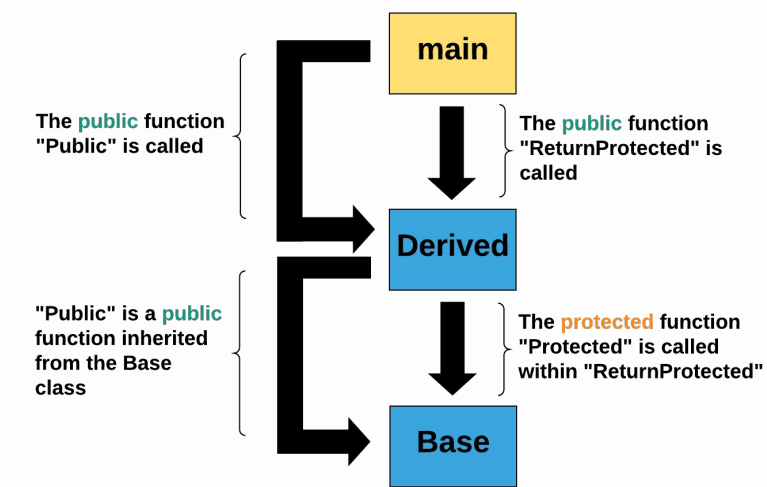 main
The public function
"Public" is called
The public function
"ReturnProtected" is
called
Derived
"Public" is a public
function inherited
from the Base
class
The protected function
"Protected" is called
within "ReturnProtected"
Base